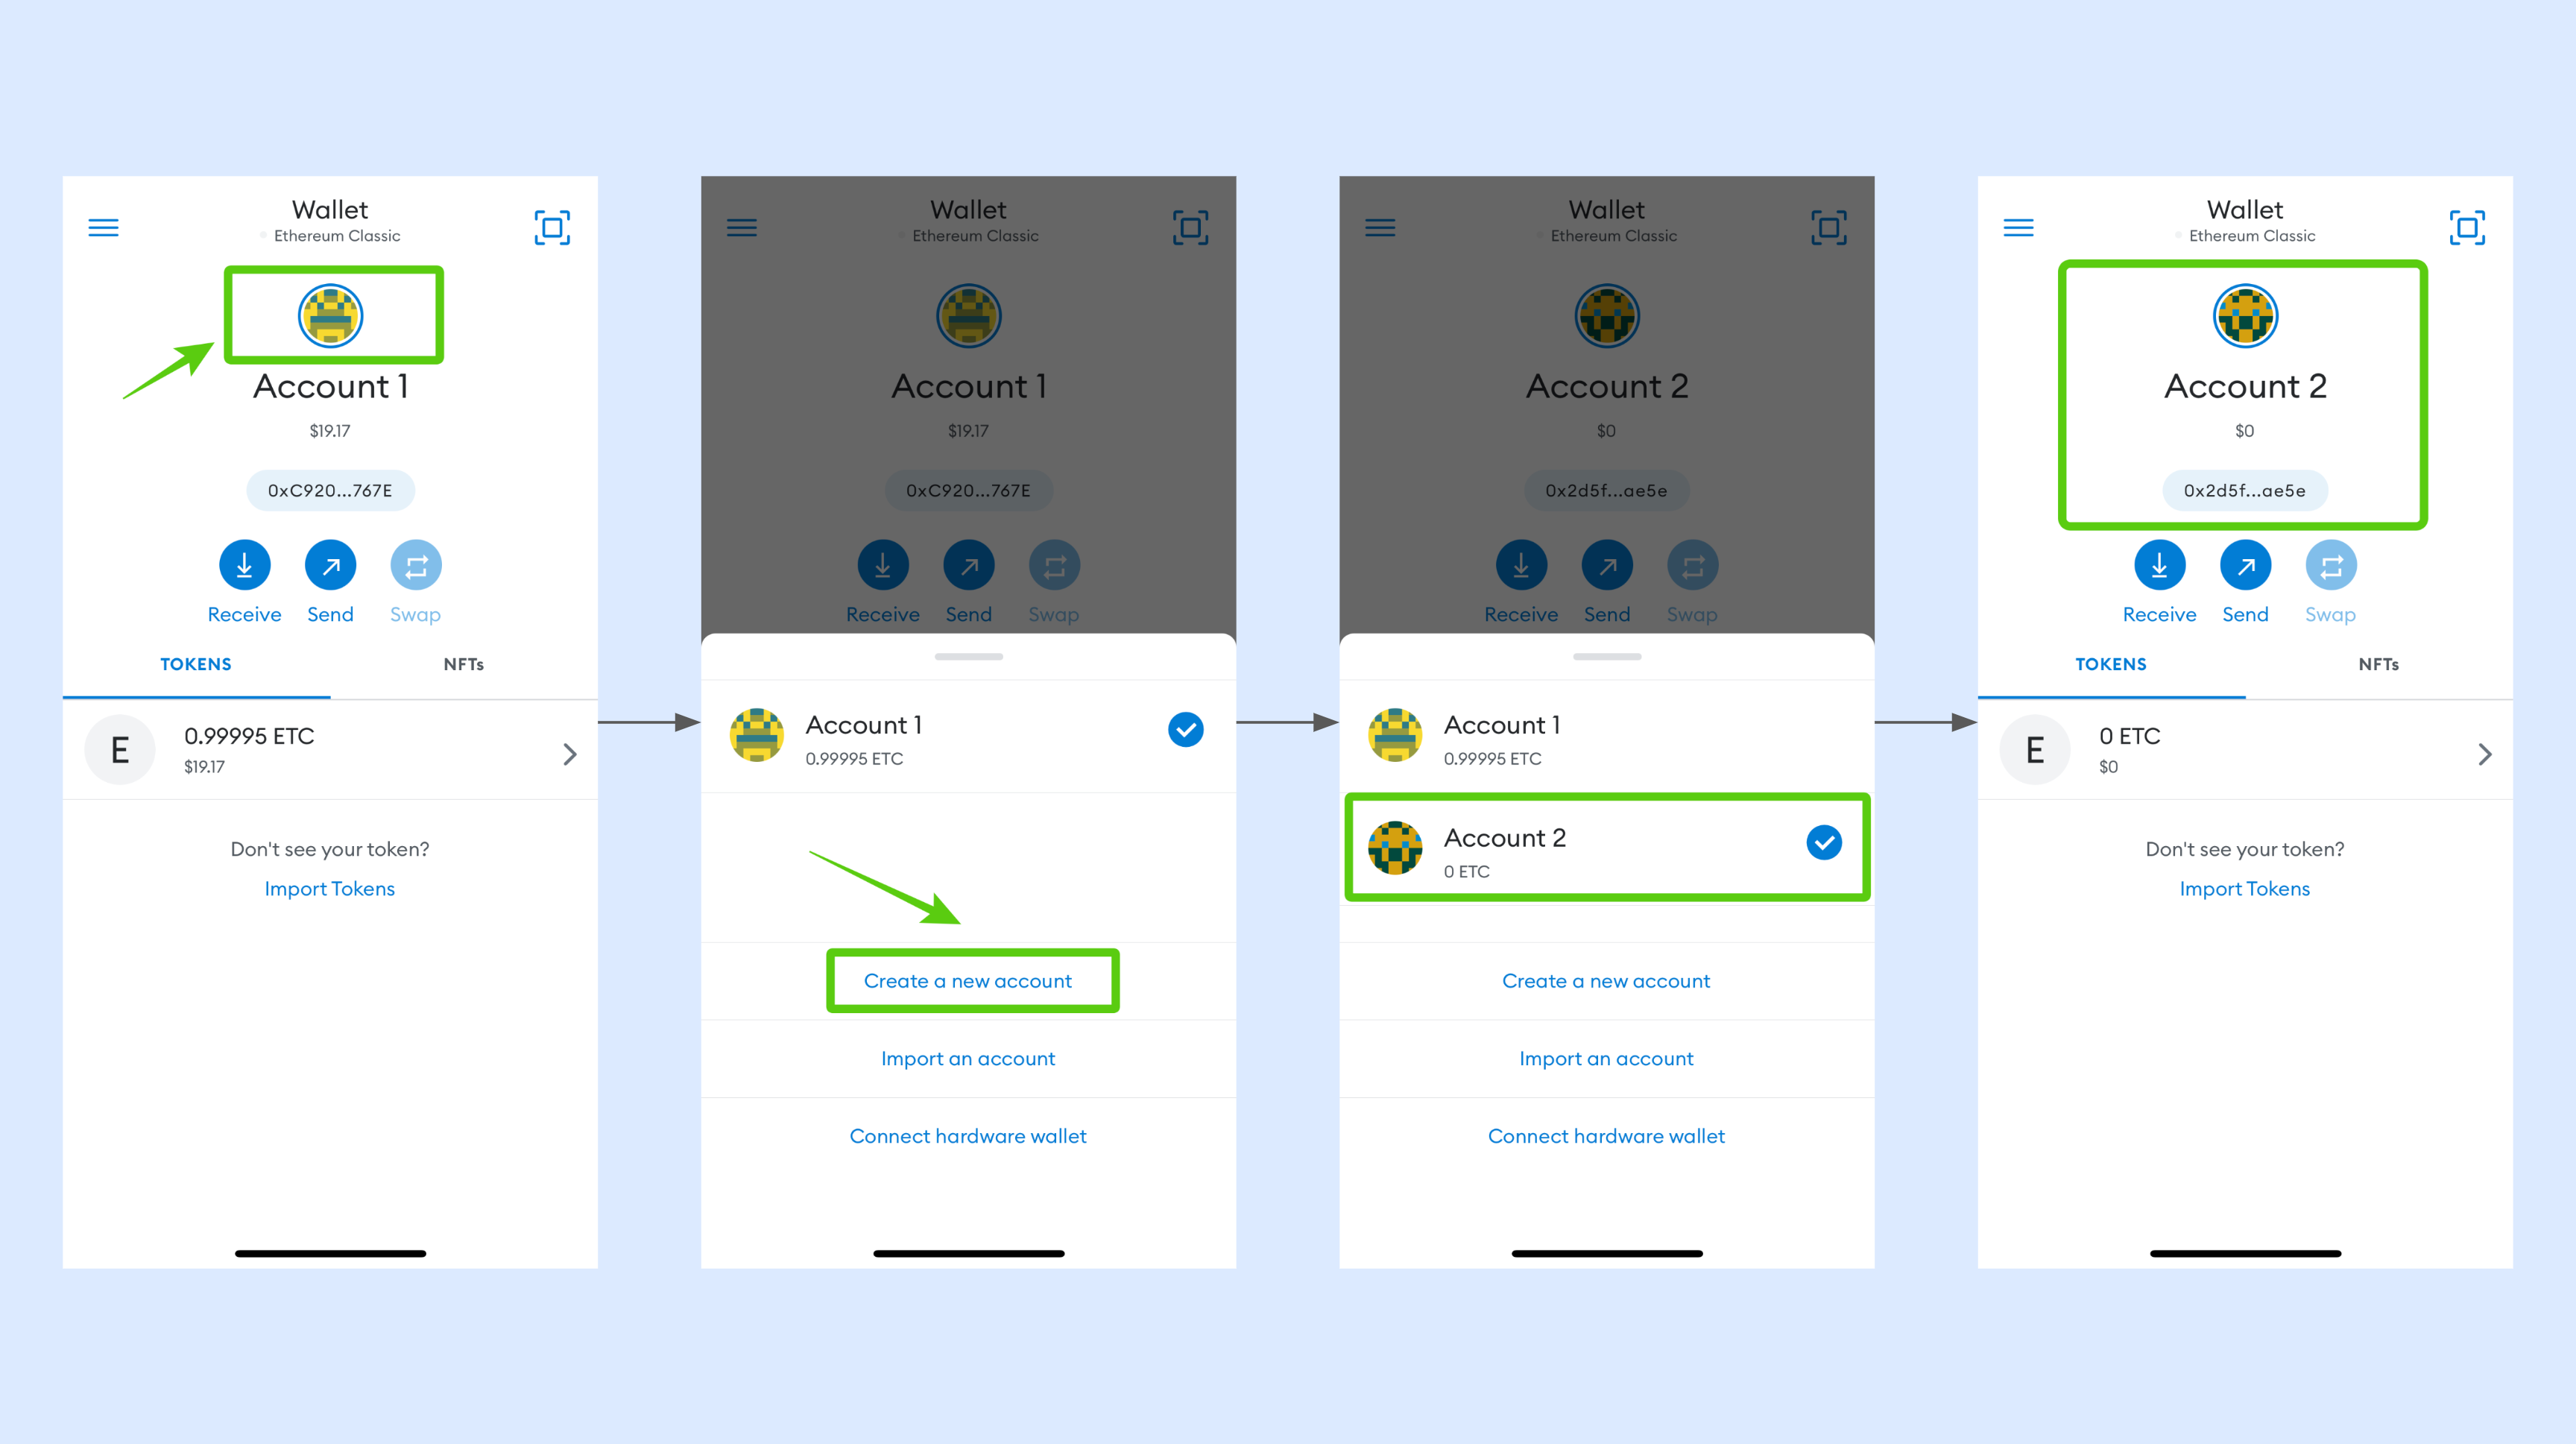 Wallet
Ethereum Classic
Account 1
$19.17
0xC920...767E
Receive Send Swap
TOKENS NFTs
E
0.99995 ETC
$19.17
Don't see your token?
Import Tokens
Wallet
Ethereum Classic
Account 1
$19.17
0xC920...767E
Receive Send Swap
Account 1
0.99995 ETC
Create a new account
Import an account
Connect hardware wallet
Wallet
Ethereum Classic
Account 2
$0
0x2d5f...ae5e
Receive Send Swap
Account 1
0.99995 ETC
Account 2
0 ETC
Create a new account
Import an account
Connect hardware wallet
Wallet
Ethereum Classic
Account 2
$0
0x2d5f...ae5e
Receive Send Swap
TOKENS NFTs
E
0 ETC
$0
Don't see your token?
Import Tokens